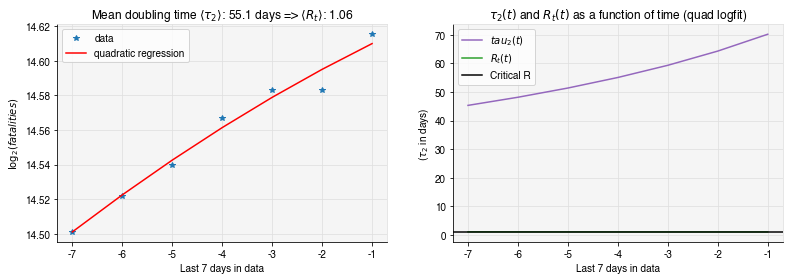 Mean doubling time ⟨τ₂⟩: 55.1 days => ⟨Rₜ⟩: 1.06
data
quadratic regression
log₂(fatalities)
14.62
14.60
14.58
14.56
14.54
14.52
14.50
-7 -6 -5 -4 -3 -2 -1
Last 7 days in data
τ₂(t) and Rₜ(t) as a function of time (quad logfit)
tau₂(t)
Rₜ(t)
Critical R
(τ₂ in days)
70
60
50
40
30
20
10
0
-7 -6 -5 -4 -3 -2 -1
Last 7 days in data